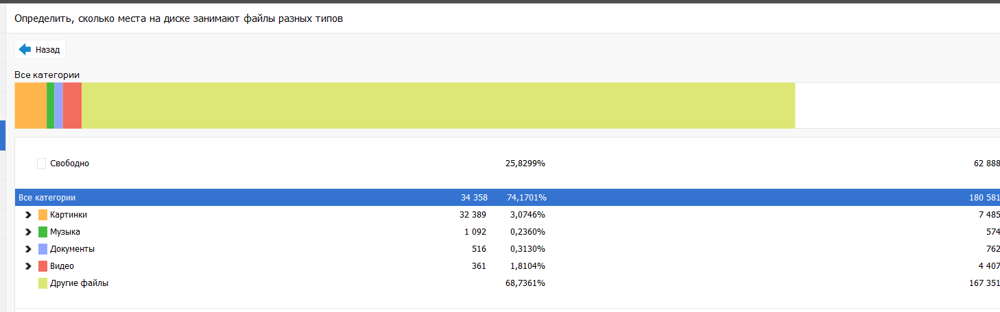 Определить, сколько места на диске занимают файлы разных типов
Назад
Все категории
Свободно 25,8299% 62 888
Все категории 34 358 74,1701% 180 581
Картинки 32 389 3,0746% 7 485
Музыка 1 092 0,2360% 574
Документы 516 0,3130% 762
Видео 361 1,8104% 4 407
Другие файлы 68,7361% 167 351